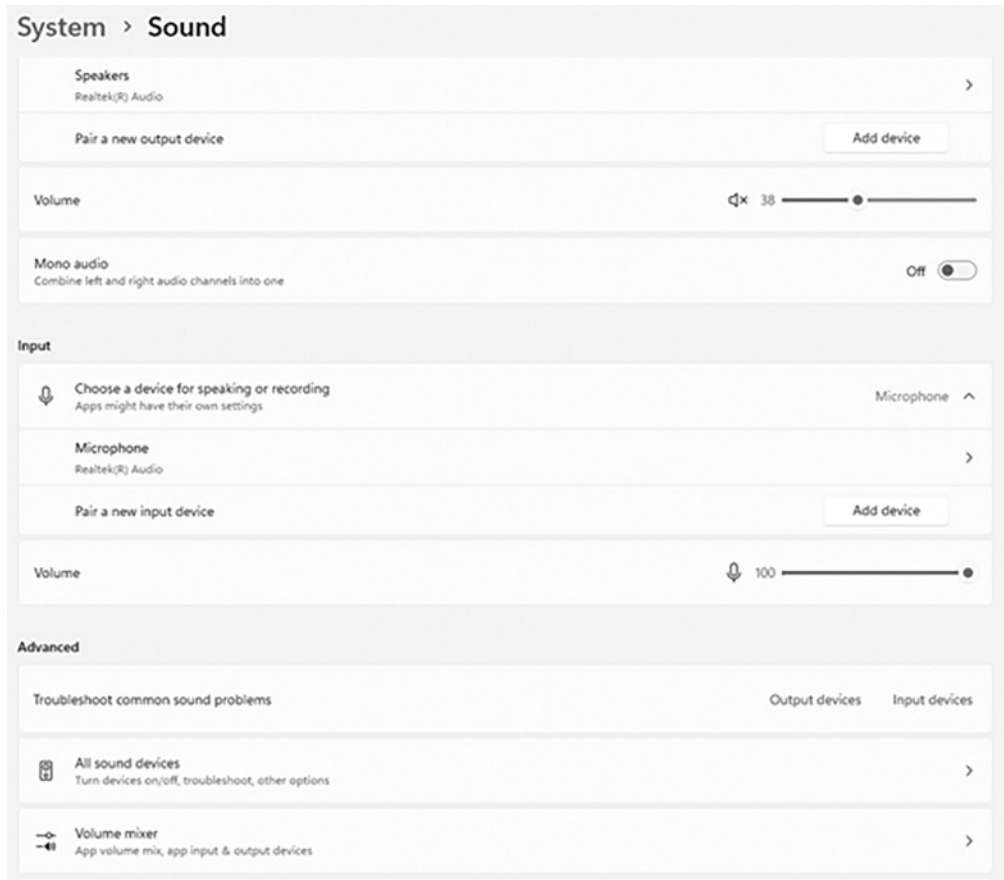 System > Sound
Speakers
Realtek(R) Audio
Pair a new output device Add device
Volume 38
Mono audio
Combine left and right audio channels into one
Off
Input
Choose a device for speaking or recording
Apps might have their own settings
Microphone
Microphone
Realtek(R) Audio
Pair a new input device Add device
Volume 100
Advanced
Troubleshoot common sound problems Output devices Input devices
All sound devices
Turn devices on/off, troubleshoot, other options
Volume mixer
App volume mix, app input & output devices